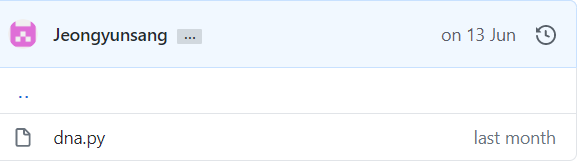 Jeongyunsang ... on 13 Jun
..
dna.py last month